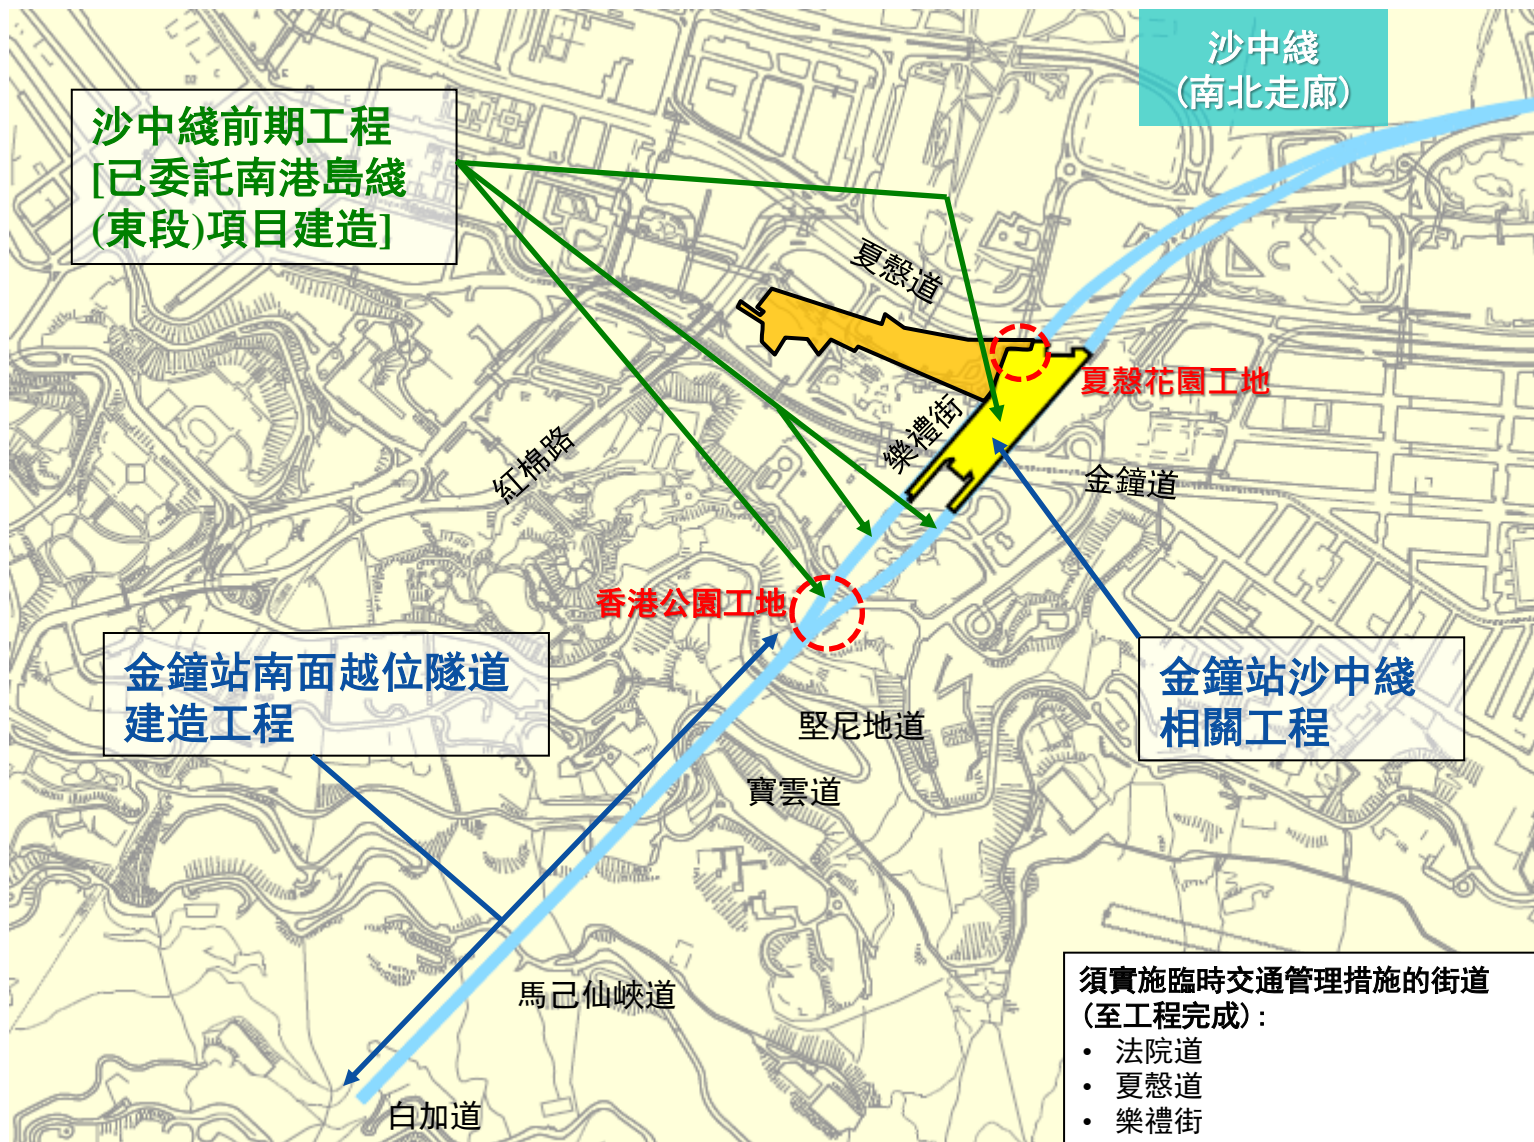 沙中綫
(南北走廊)
沙中綫前期工程
[已委託南港島綫
(東段)項目建造]
夏慤道
夏慤花園工地
樂禮街
紅棉路
金鐘道
香港公園工地
金鐘站南面越位隧道
建造工程
金鐘站沙中綫
相關工程
堅尼地道
寶雲道
馬己仙峽道
白加道
須實施臨時交通管理措施的街道
(至工程完成):
• 法院道
• 夏慤道
• 樂禮街